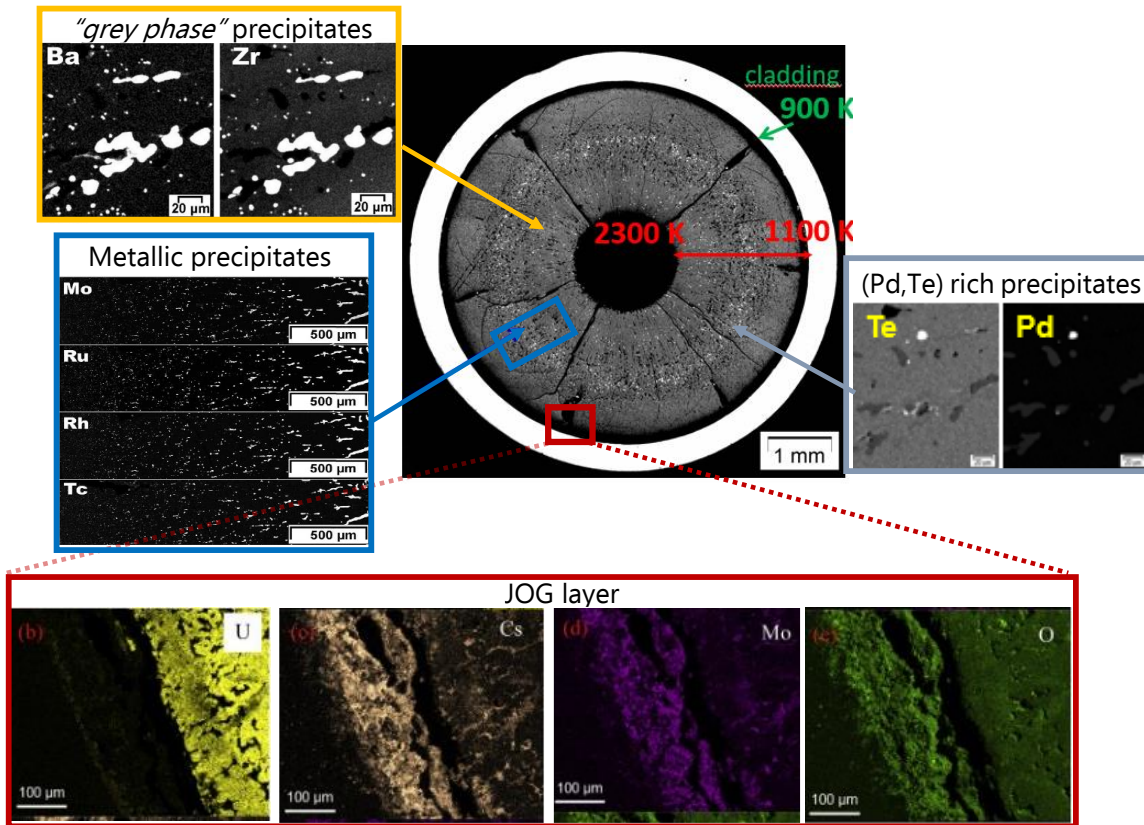 “grey phase” precipitates
Ba
Zr
20 µm
20 µm
cladding
900 K
2300 K
1100 K
1 mm
Metallic precipitates
Mo
500 µm
Ru
500 µm
Rh
500 µm
Tc
500 µm
(Pd,Te) rich precipitates
Te
Pd
20 µm
JOG layer
(b)
U
100 µm
(c)
Cs
100 µm
(d)
Mo
100 µm
(e)
O
100 µm